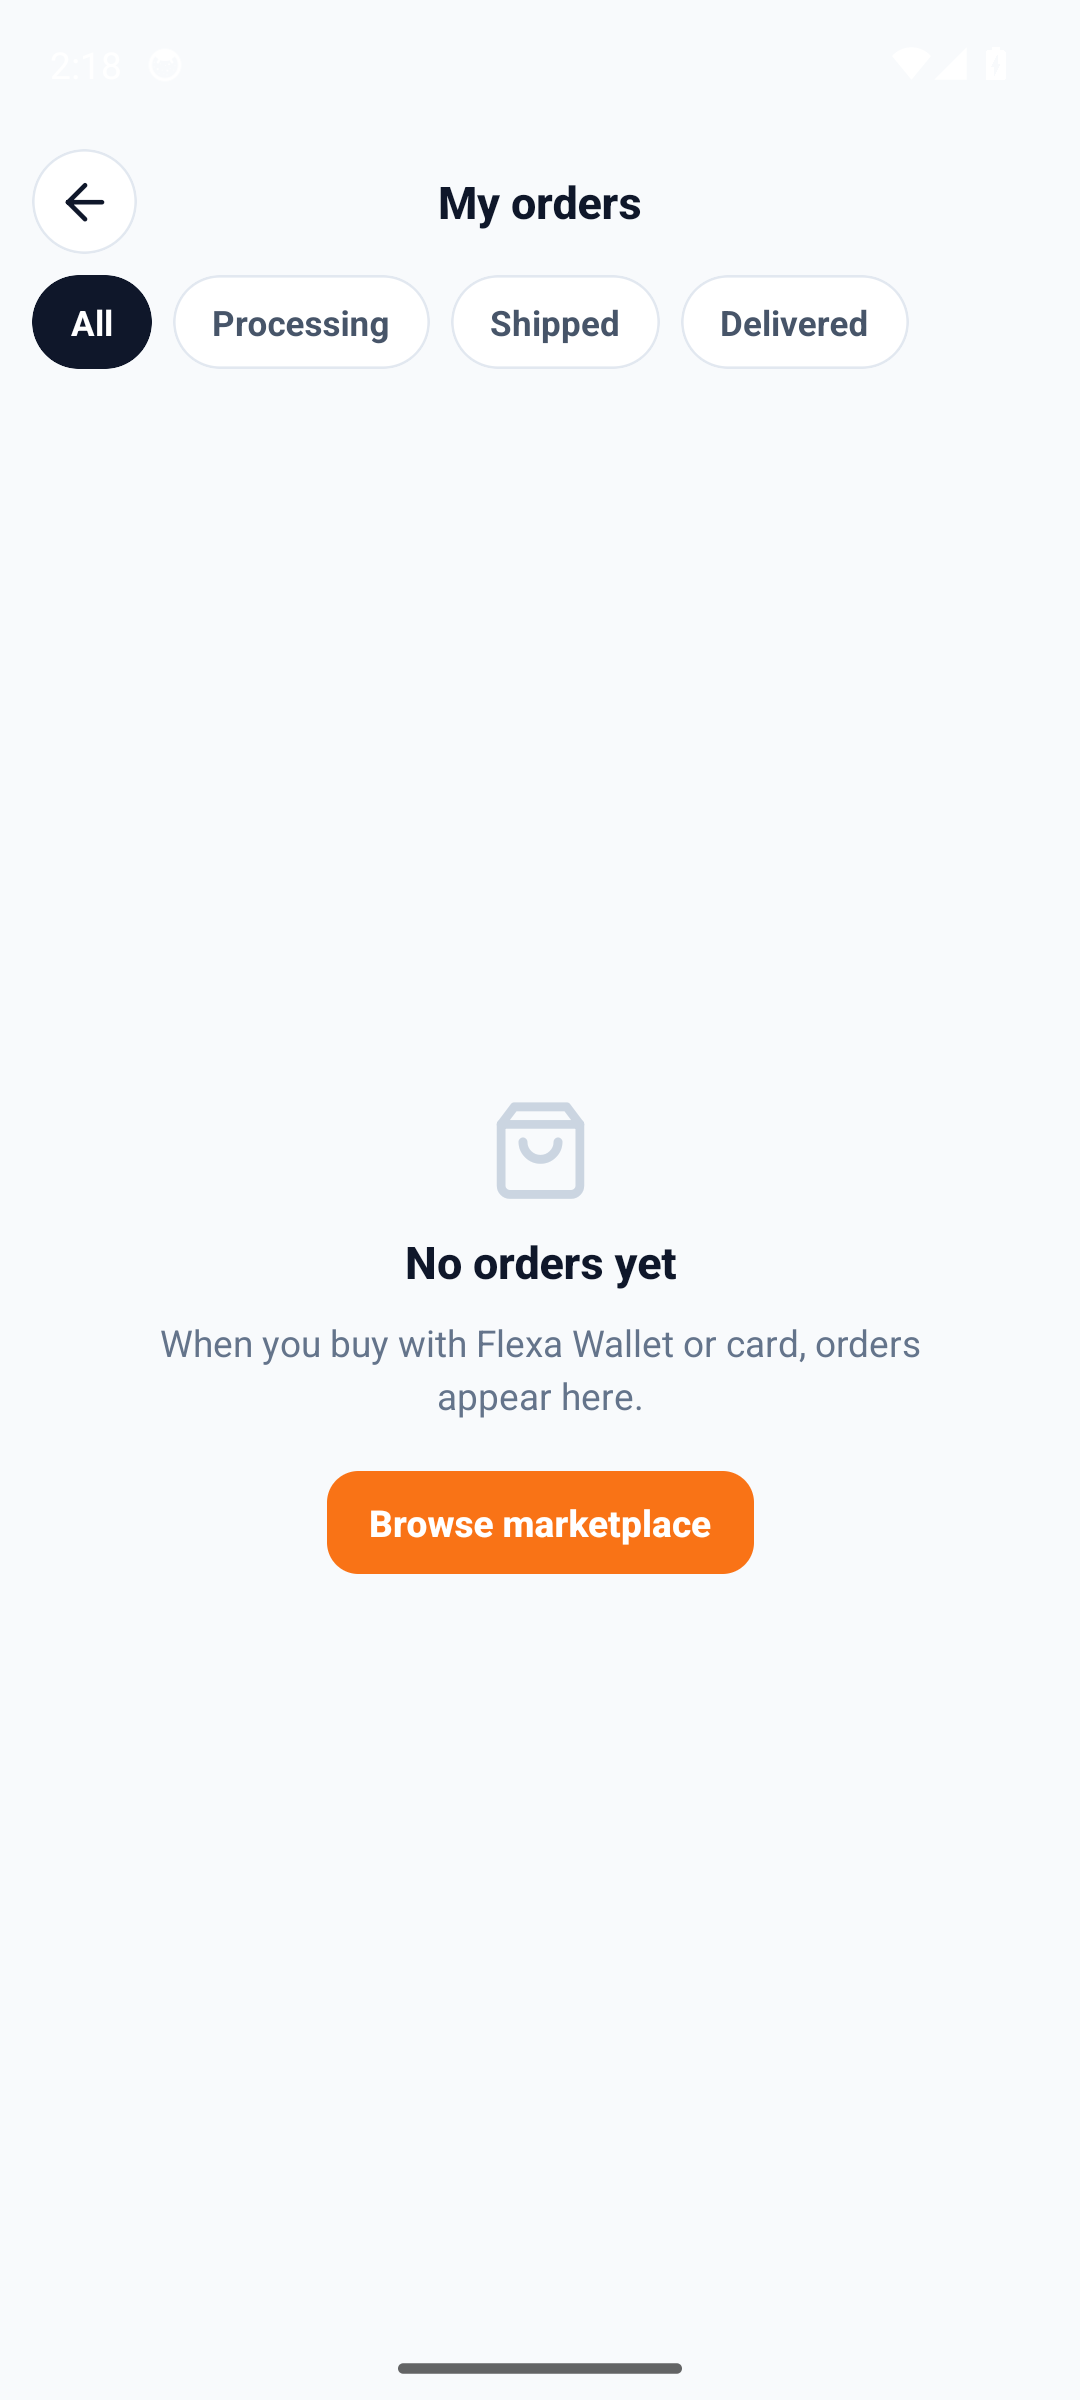 2:18
My orders
All
Processing
Shipped
Delivered
No orders yet
When you buy with Flexa Wallet or card, orders
appear here.
Browse marketplace